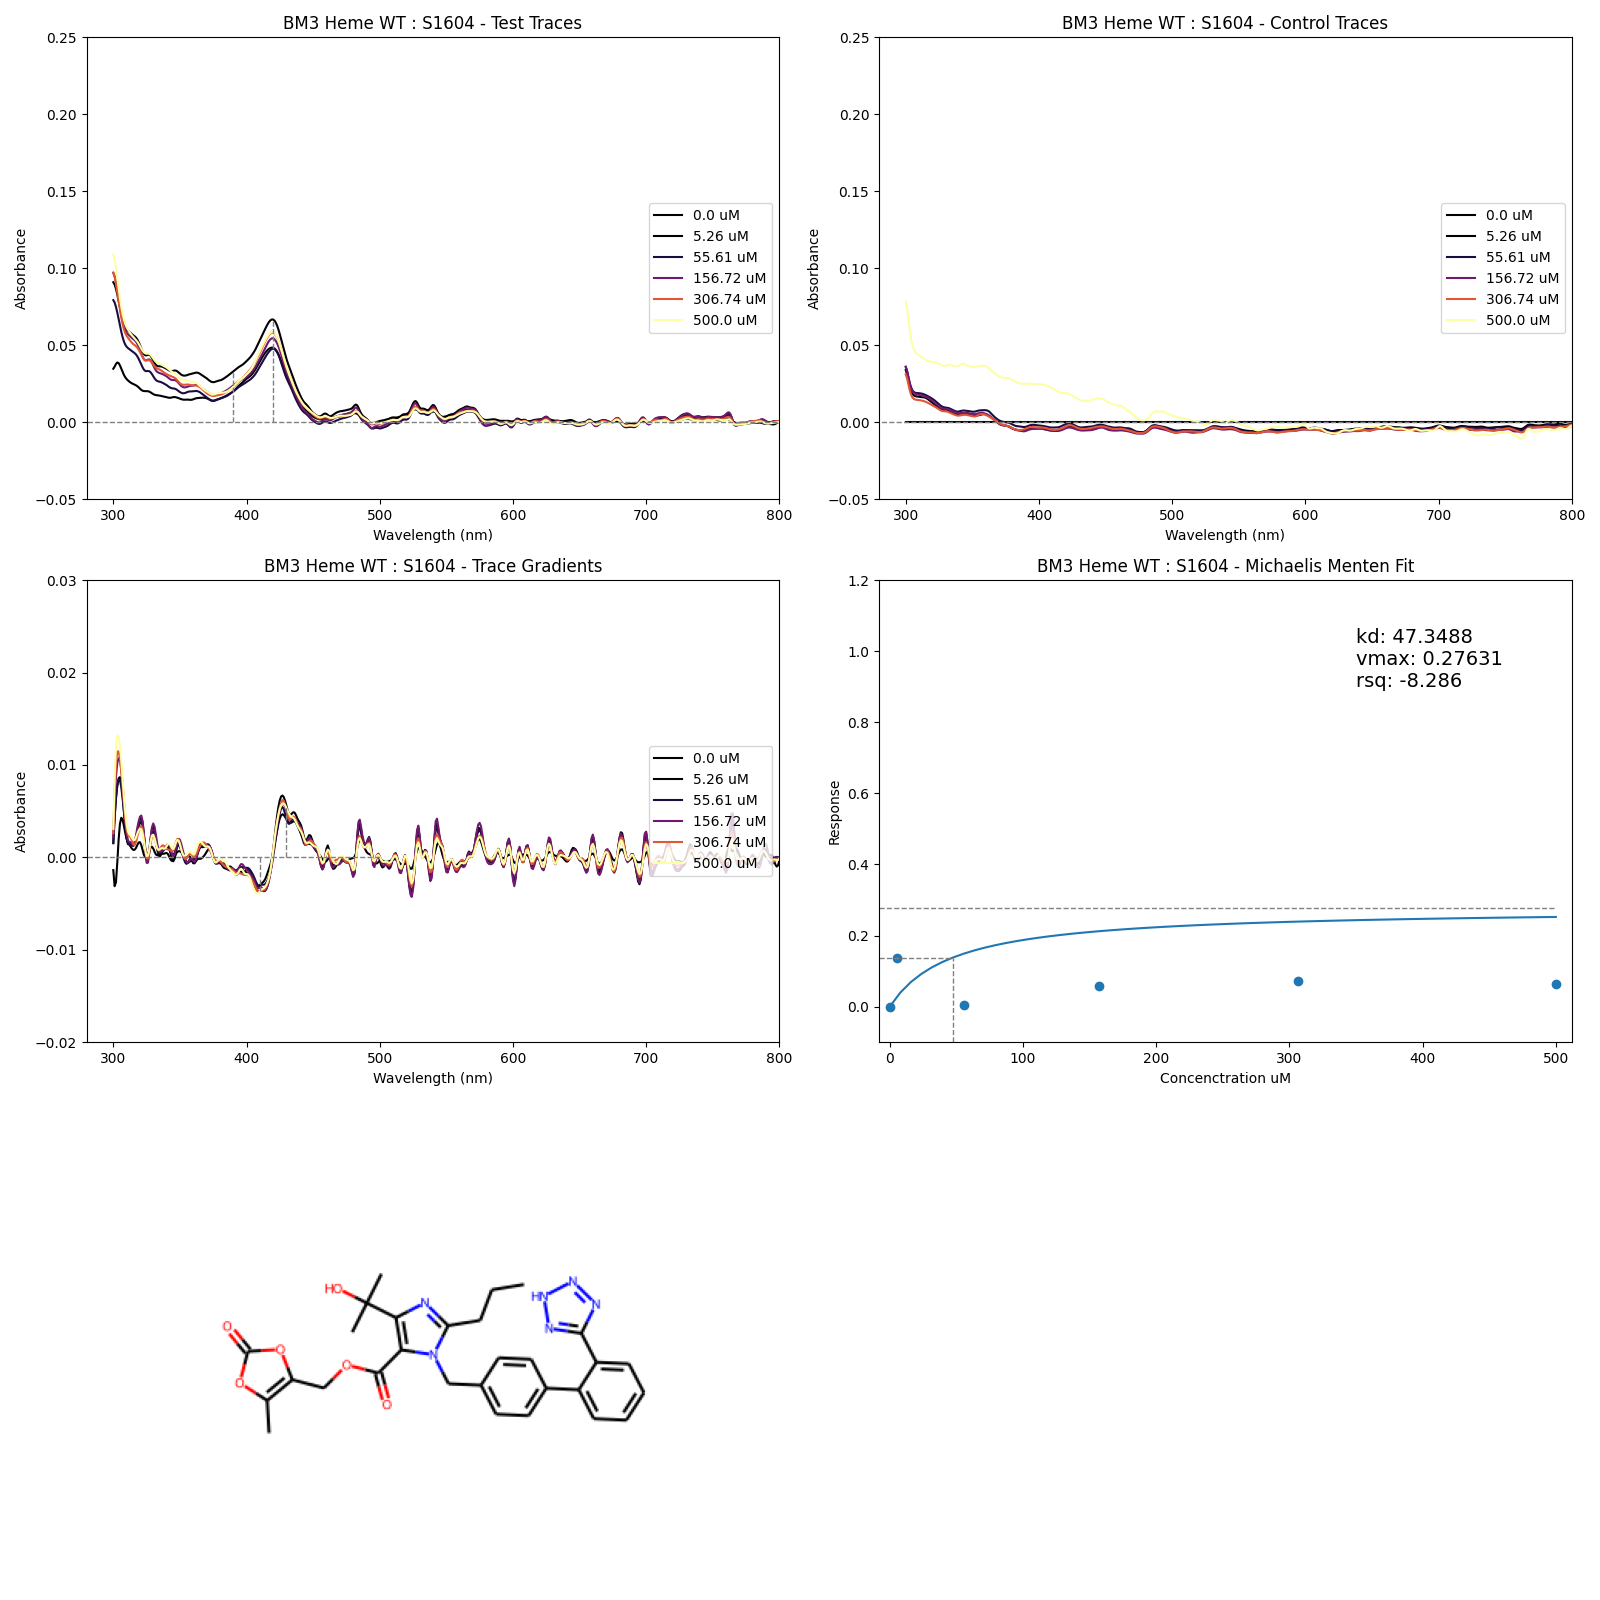 BM3 Heme WT : S1604 - Test Traces
0.25
0.20
0.15
0.10
0.05
0.00
−0.05
Absorbance
300 400 500 600 700 800
Wavelength (nm)
0.0 uM
5.26 uM
55.61 uM
156.72 uM
306.74 uM
500.0 uM
BM3 Heme WT : S1604 - Control Traces
0.25
0.20
0.15
0.10
0.05
0.00
−0.05
Absorbance
300 400 500 600 700 800
Wavelength (nm)
0.0 uM
5.26 uM
55.61 uM
156.72 uM
306.74 uM
500.0 uM
BM3 Heme WT : S1604 - Trace Gradients
0.03
0.02
0.01
0.00
−0.01
−0.02
Absorbance
300 400 500 600 700 800
Wavelength (nm)
0.0 uM
5.26 uM
55.61 uM
156.72 uM
306.74 uM
500.0 uM
BM3 Heme WT : S1604 - Michaelis Menten Fit
1.2
1.0
0.8
0.6
0.4
0.2
0.0
Response
0 100 200 300 400 500
Concenctration uM
kd: 47.3488
vmax: 0.27631
rsq: -8.286
HO
N
N
O
O
O
O
O
HN
N
N
N